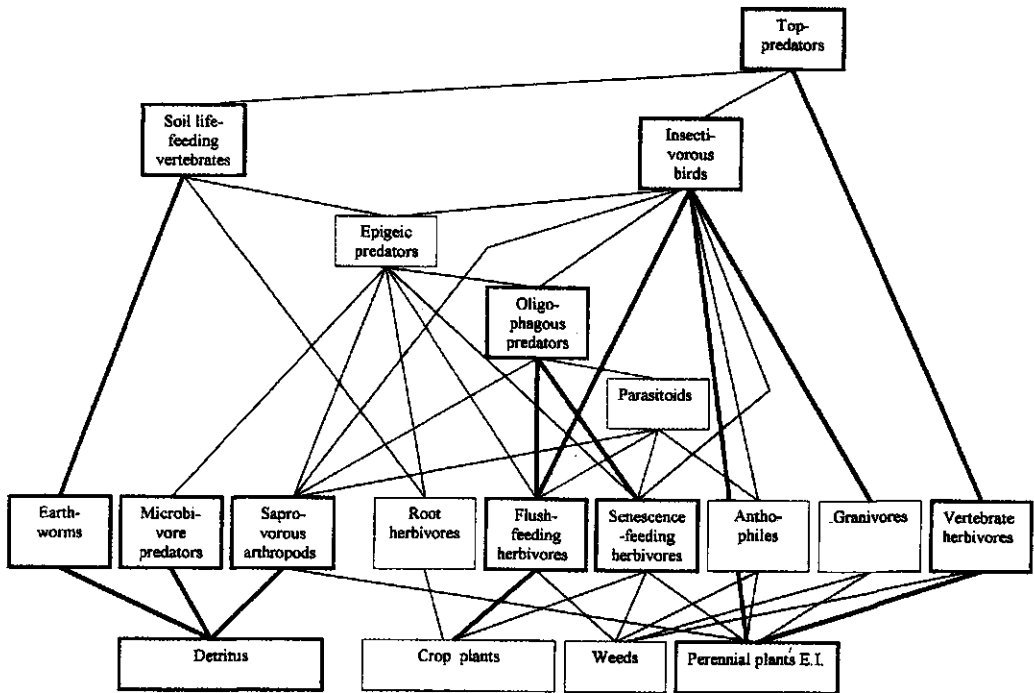 Top-
predators
Soil life-
feeding
vertebrates
Insecti-
vorous
birds
Epigeic
predators
Oligo-
phagous
predators
Parasitoids
Earth-
worms
Microbi-
vore
predators
Sapro-
vorous
arthropods
Root
herbivores
Flush-
feeding
herbivores
Senescence
-feeding
herbivores
Antho-
philes
Granivores
Vertebrate
herbivores
Detritus
Crop plants
Weeds
Perennial plants E.I.